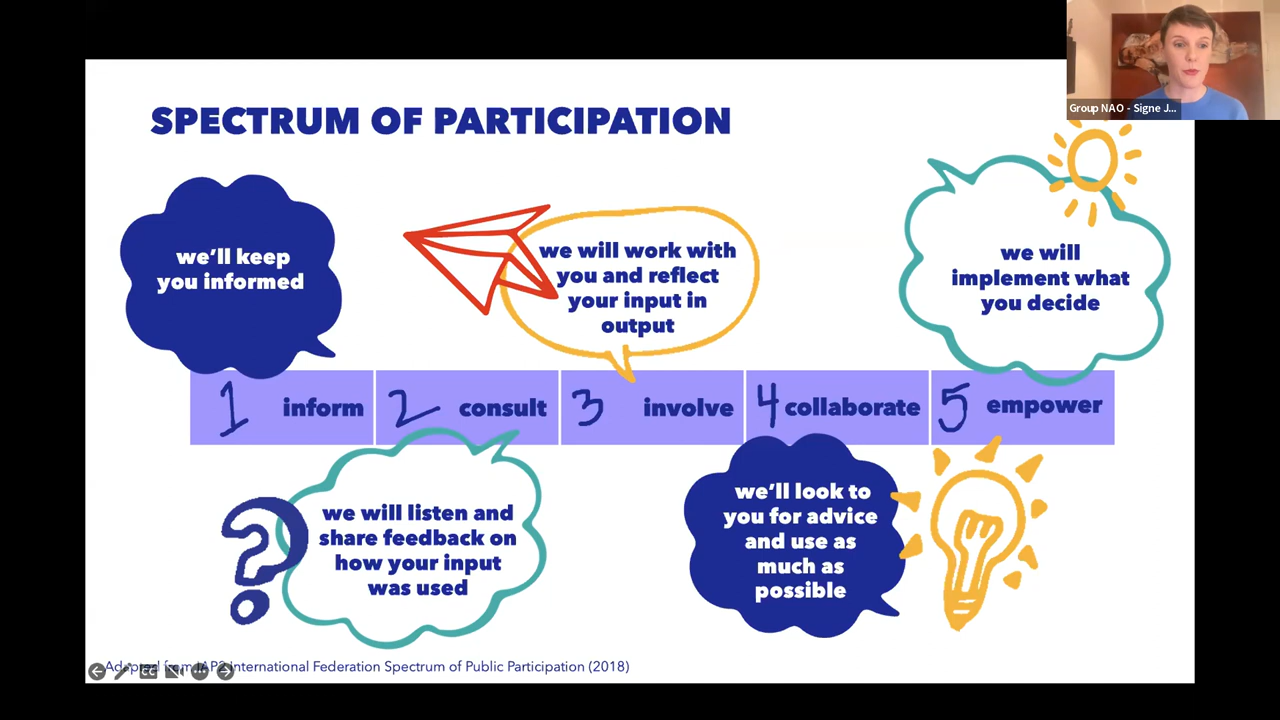 Group NAO - Signe J...
SPECTRUM OF PARTICIPATION
we'll keep
you informed
we will work with
you and reflect
your input in
output
we will
implement what
you decide
1 inform
2 consult
3 involve
4 collaborate
5 empower
we will listen and
share feedback on
how your input
was used
we'll look to
you for advice
and use as
much as
possible
from IAP2 International Federation Spectrum of Public Participation (2018)
CC